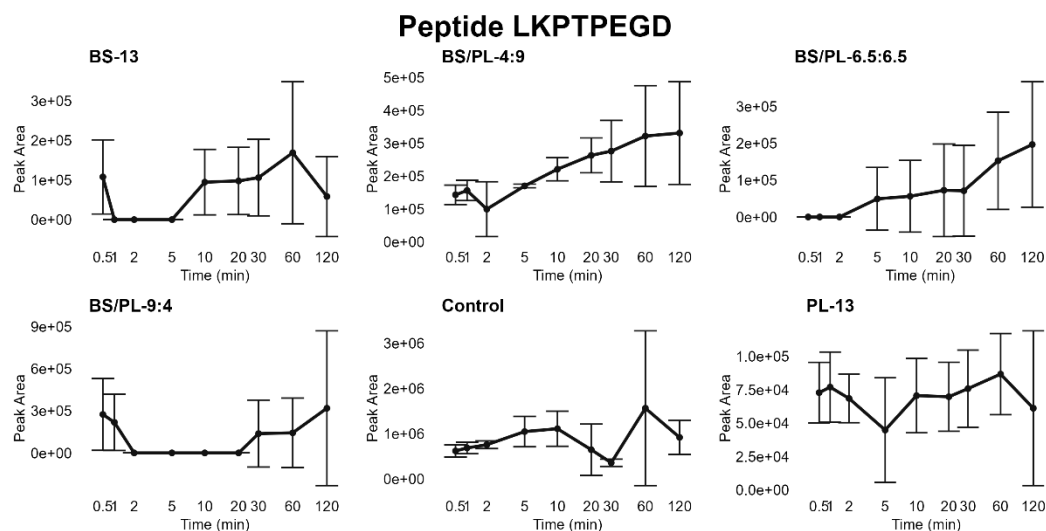 Peptide LKPTPEGD
BS-13
BS/PL-4:9
BS/PL-6.5:6.5
Peak Area
3e+05
2e+05
1e+05
0e+00
0.51 2 5 10 20 30 60 120
Time (min)
Peak Area
5e+05
4e+05
3e+05
2e+05
1e+05
0e+00
0.51 2 5 10 20 30 60 120
Time (min)
Peak Area
3e+05
2e+05
1e+05
0e+00
0.51 2 5 10 20 30 60 120
Time (min)
BS/PL-9:4
Control
PL-13
Peak Area
9e+05
6e+05
3e+05
0e+00
0.51 2 5 10 20 30 60 120
Time (min)
Peak Area
3e+06
2e+06
1e+06
0e+00
0.51 2 5 10 20 30 60 120
Time (min)
Peak Area
1.0e+05
7.5e+04
5.0e+04
2.5e+04
0.0e+00
0.51 2 5 10 20 30 60 120
Time (min)